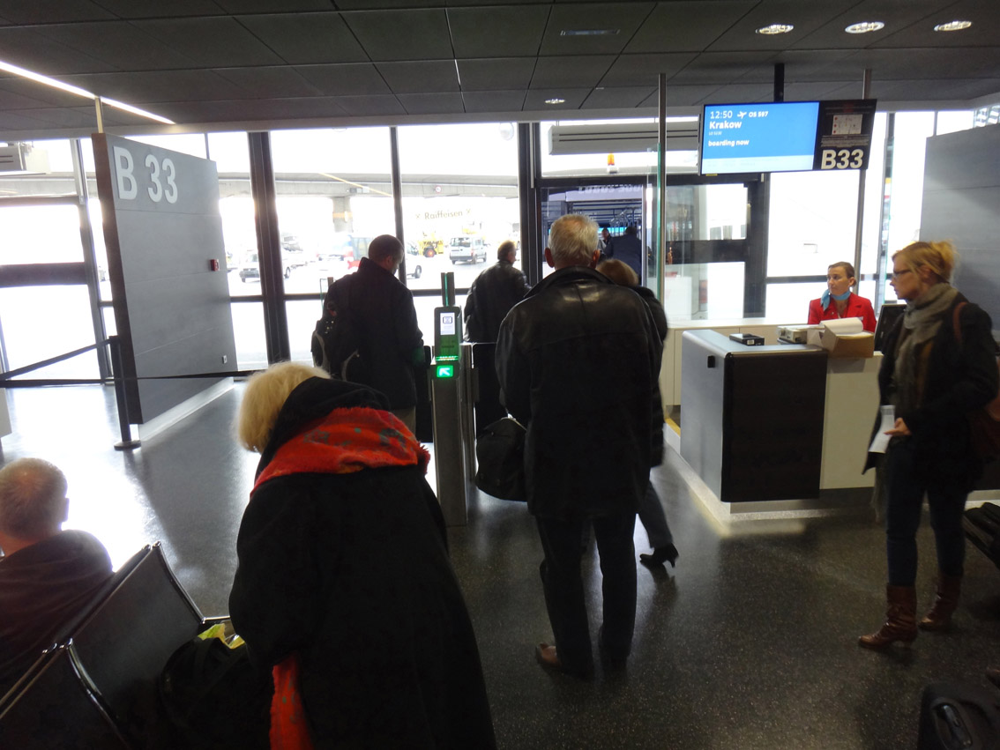 B 33
12:50 OS 597
Krakow
boarding now
B33
Raiffeisen